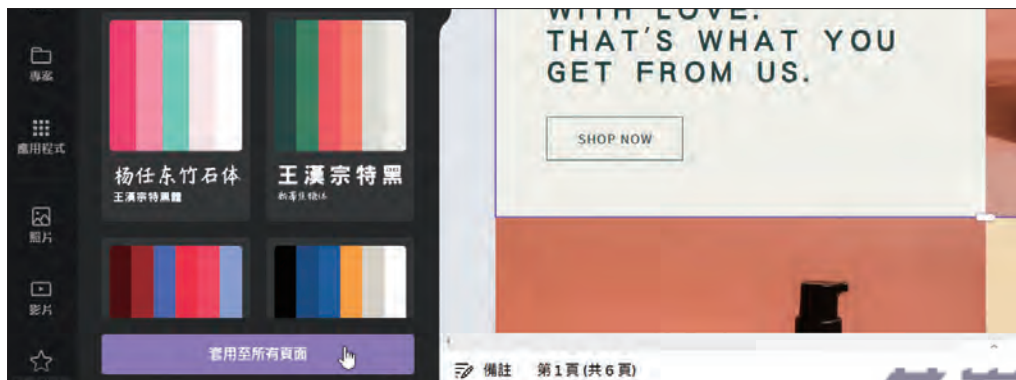 專案
應用程式
照片
影片
杨任东竹石体
王漢宗特黑體
王漢宗特黑
套用至所有頁面
WITH LOVE.
THAT'S WHAT YOU
GET FROM US.
SHOP NOW
備註 第1頁(共6頁)